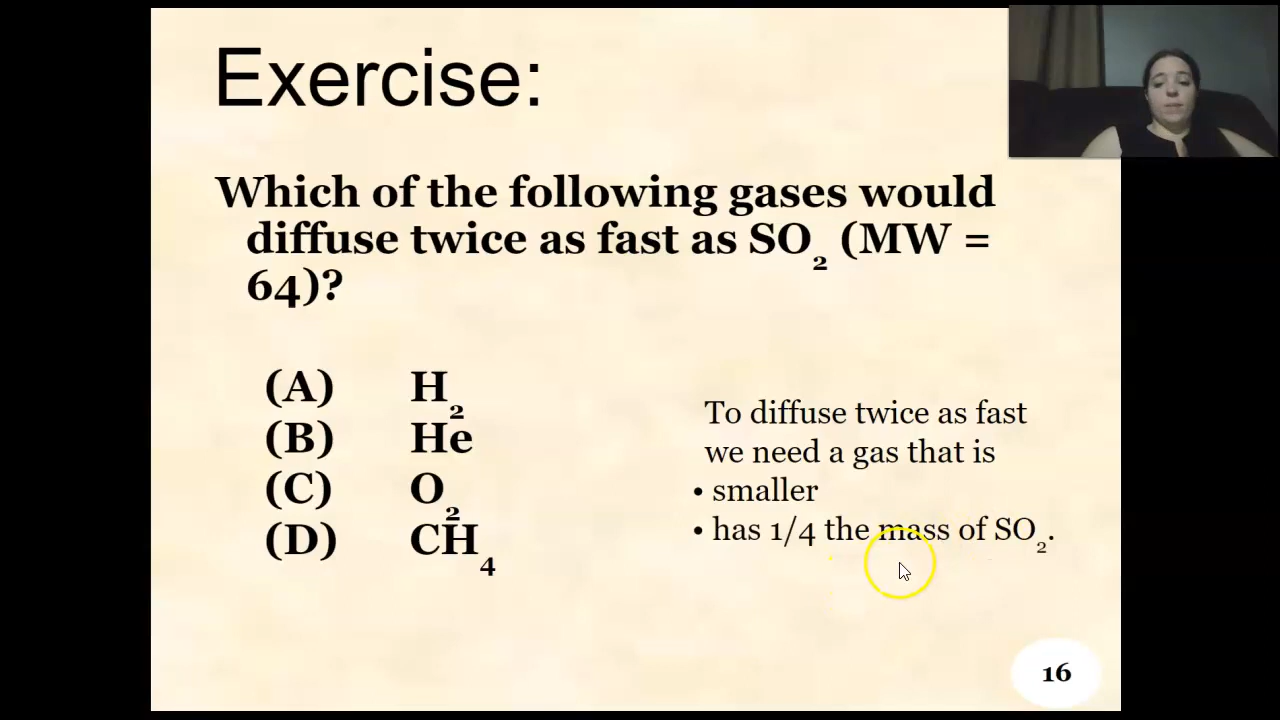 Exercise:
Which of the following gases would
diffuse twice as fast as SO₂ (MW =
64)?
(A) H₂
(B) He
(C) O₂
(D) CH₄
To diffuse twice as fast
we need a gas that is
• smaller
• has 1/4 the mass of SO₂.
16